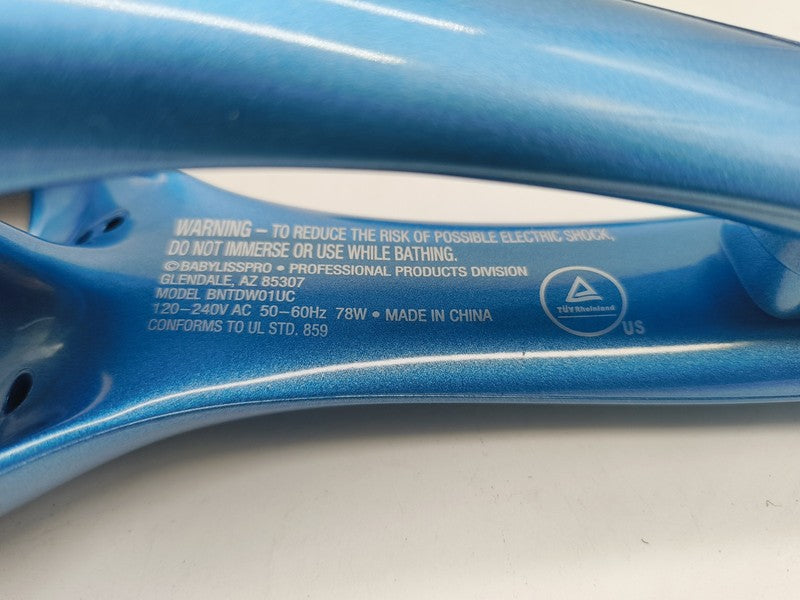 WARNING – TO REDUCE THE RISK OF POSSIBLE ELECTRIC SHOCK,
DO NOT IMMERSE OR USE WHILE BATHING.
©BABYLISSPRO • PROFESSIONAL PRODUCTS DIVISION
GLENDALE, AZ 85307
MODEL BNTDW01UC
120–240V AC 50–60Hz 78W • MADE IN CHINA
CONFORMS TO UL STD. 859
TÜVRheinland
US